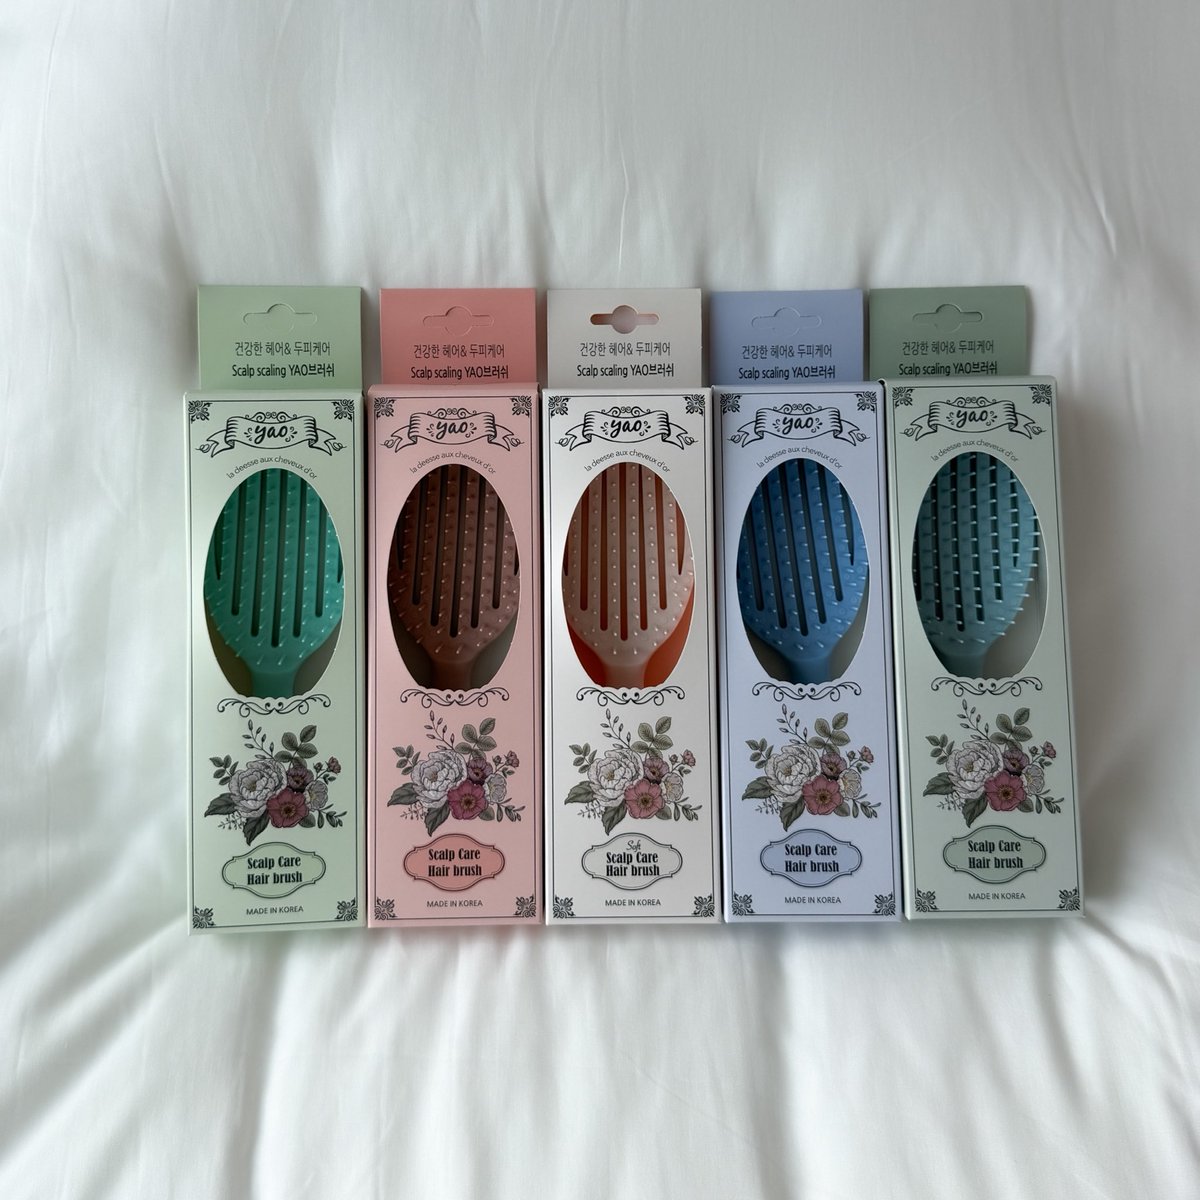 건강한 헤어& 두피케어
Scalp scaling YAO브러쉬
yao
la deesse aux cheveux d'or
Scalp Care
Hair brush
MADE IN KOREA
건강한 헤어& 두피케어
Scalp scaling YAO브러쉬
yao
la deesse aux cheveux d'or
Scalp Care
Hair brush
MADE IN KOREA
건강한 헤어& 두피케어
Scalp scaling YAO브러쉬
yao
la deesse aux cheveux d'or
Soft
Scalp Care
Hair brush
MADE IN KOREA
건강한 헤어& 두피케어
Scalp scaling YAO브러쉬
yao
la deesse aux cheveux d'or
Scalp Care
Hair brush
MADE IN KOREA
건강한 헤어& 두피케어
Scalp scaling YAO브러쉬
yao
la deesse aux cheveux d'or
Scalp Care
Hair brush
MADE IN KOREA